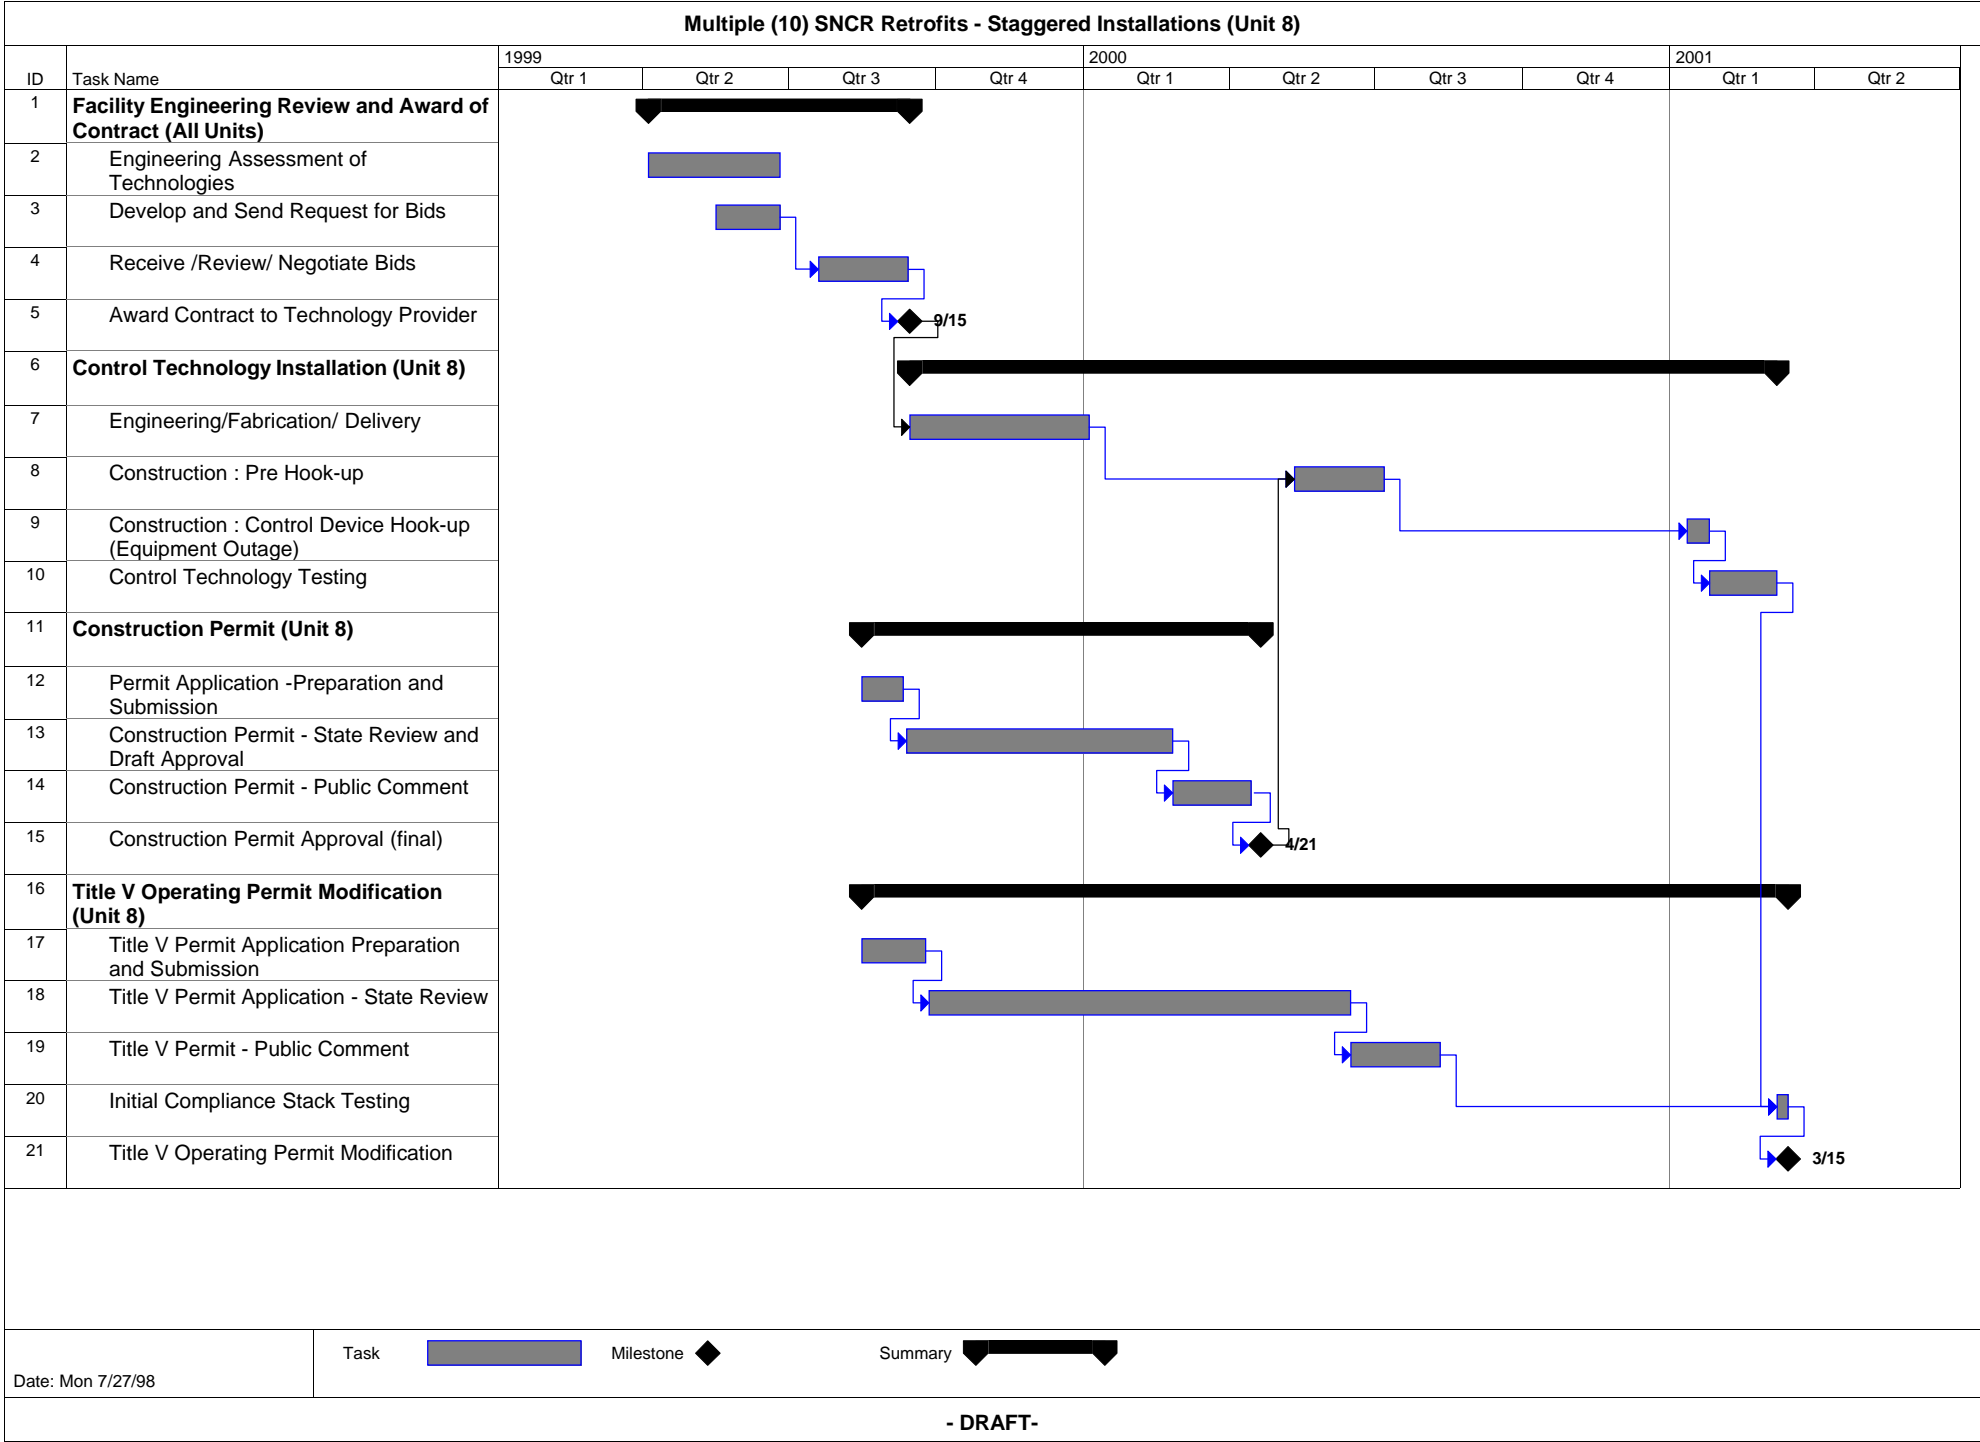 Multiple (10) SNCR Retrofits - Staggered Installations (Unit 8)
1999 2000 2001
ID Task Name Qtr 1 Qtr 2 Qtr 3 Qtr 4 Qtr 1 Qtr 2 Qtr 3 Qtr 4 Qtr 1 Qtr 2
1 Facility Engineering Review and Award of
Contract (All Units)
2 Engineering Assessment of
Technologies
3 Develop and Send Request for Bids
4 Receive /Review/ Negotiate Bids
5 Award Contract to Technology Provider 9/15
6 Control Technology Installation (Unit 8)
7 Engineering/Fabrication/ Delivery
8 Construction : Pre Hook-up
9 Construction : Control Device Hook-up
(Equipment Outage)
10 Control Technology Testing
11 Construction Permit (Unit 8)
12 Permit Application -Preparation and
Submission
13 Construction Permit - State Review and
Draft Approval
14 Construction Permit - Public Comment
15 Construction Permit Approval (final) 4/21
16 Title V Operating Permit Modification
(Unit 8)
17 Title V Permit Application Preparation
and Submission
18 Title V Permit Application - State Review
19 Title V Permit - Public Comment
20 Initial Compliance Stack Testing
21 Title V Operating Permit Modification 3/15
Task Milestone Summary
Date: Mon 7/27/98
- DRAFT-